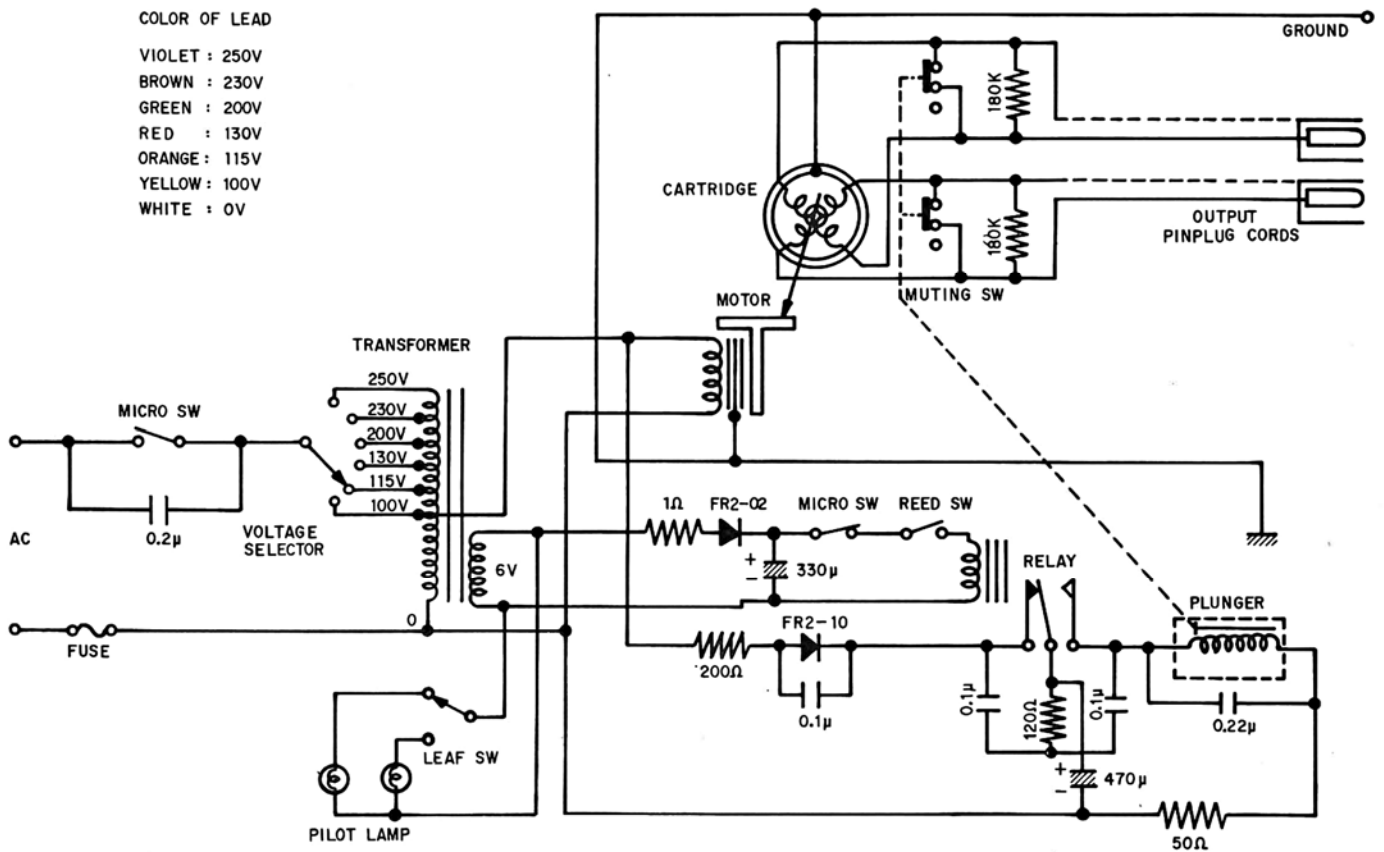 COLOR OF LEAD
VIOLET : 250V
BROWN : 230V
GREEN : 200V
RED : 130V
ORANGE : 115V
YELLOW : 100V
WHITE : 0V
GROUND
180K
CARTRIDGE
180K
OUTPUT
PINPLUG CORDS
MUTING SW
MOTOR
TRANSFORMER
250V
MICRO SW
230V
200V
130V
115V
100V
0.2μ
VOLTAGE
SELECTOR
AC
6V
0
FUSE
1Ω
FR2-02
MICRO SW
REED SW
+
-
330μ
RELAY
PLUNGER
FR2-10
200Ω
0.1μ
0.1μ
120Ω
0.1μ
0.22μ
+
-
470μ
50Ω
LEAF SW
PILOT LAMP